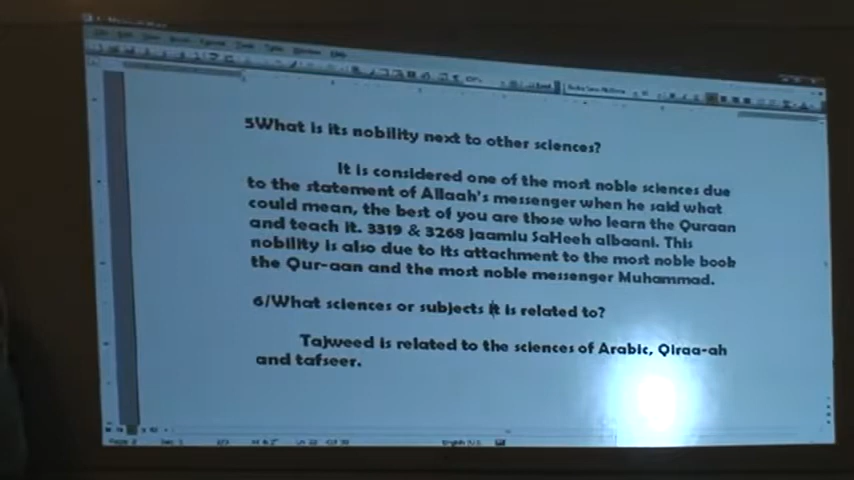 5What is its nobility next to other sciences?
It is considered one of the most noble sciences due
to the statement of Allaah's messenger when he said what
could mean, the best of you are those who learn the Quraan
and teach it. 3319 & 3268 Jaamiu SaHeeh albaani. This
nobility is also due to its attachment to the most noble book
the Qur-aan and the most noble messenger Muhammad.
6/What sciences or subjects it is related to?
Tajweed is related to the sciences of Arabic, Qiraa-ah
and tafseer.